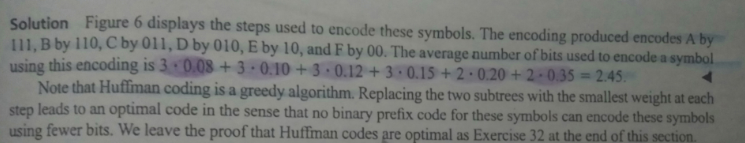 Solution Figure 6 displays the steps used to encode these symbols. The encoding produced encodes A by
111, B by 110, C by 011, D by 010, E by 10, and F by 00. The average number of bits used to encode a symbol
using this encoding is 3 · 0.08 + 3 · 0.10 + 3 · 0.12 + 3 · 0.15 + 2 · 0.20 + 2 · 0.35 = 2.45. ◀
Note that Huffman coding is a greedy algorithm. Replacing the two subtrees with the smallest weight at each
step leads to an optimal code in the sense that no binary prefix code for these symbols can encode these symbols
using fewer bits. We leave the proof that Huffman codes are optimal as Exercise 32 at the end of this section.